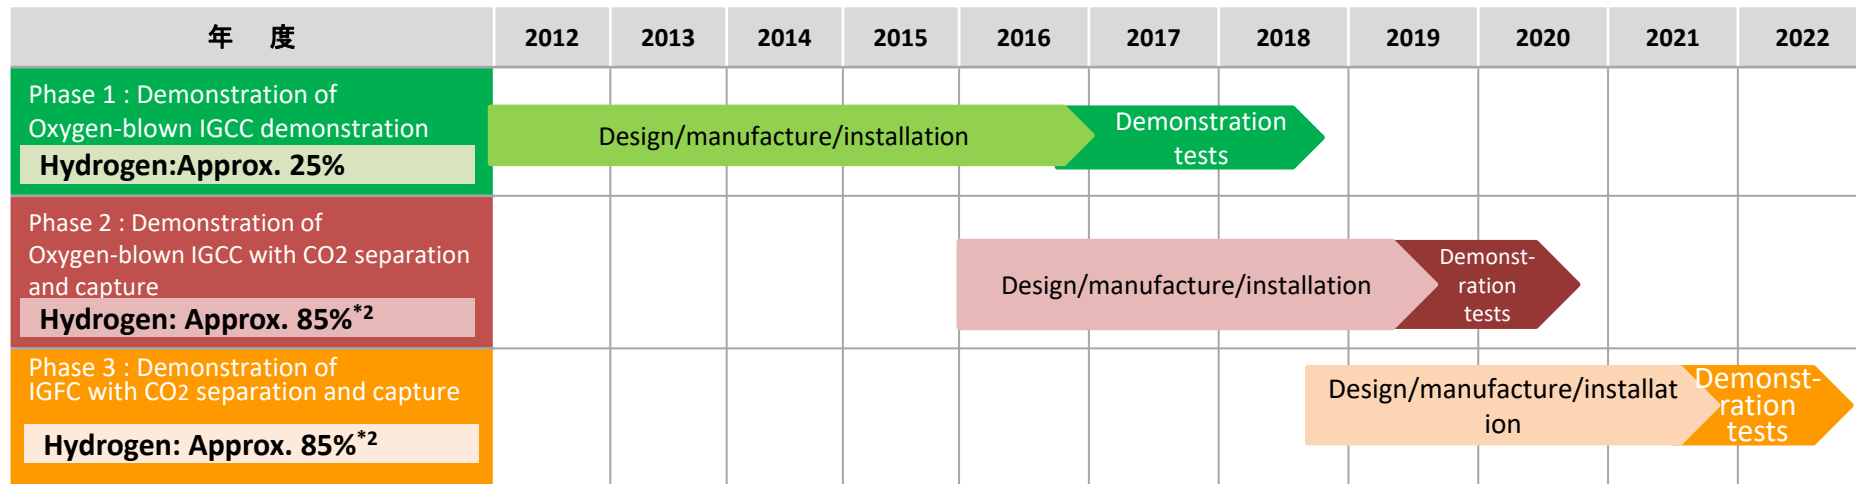 年 度 2012 2013 2014 2015 2016 2017 2018 2019 2020 2021 2022
Phase 1 : Demonstration of
Oxygen-blown IGCC demonstration
Hydrogen:Approx. 25%
Design/manufacture/installation
Demonstration
tests
Phase 2 : Demonstration of
Oxygen-blown IGCC with CO2 separation
and capture
Hydrogen: Approx. 85%*2
Design/manufacture/installation
Demonst-
ration
tests
Phase 3 : Demonstration of
IGFC with CO2 separation and capture
Hydrogen: Approx. 85%*2
Design/manufacture/installat
ion
Demonst-
ration
tests